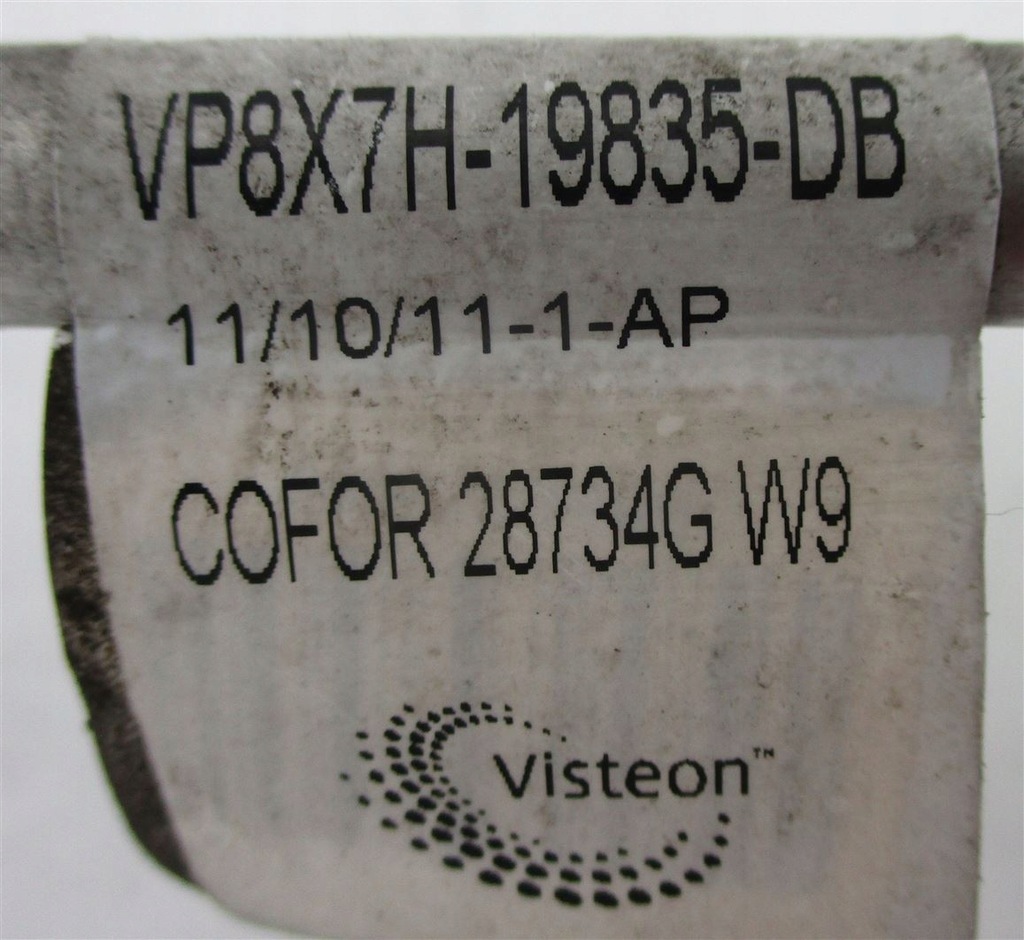 VP8X7H-19835-DB
11/10/11-1-AP
COFOR 28734G W9
Visteon™